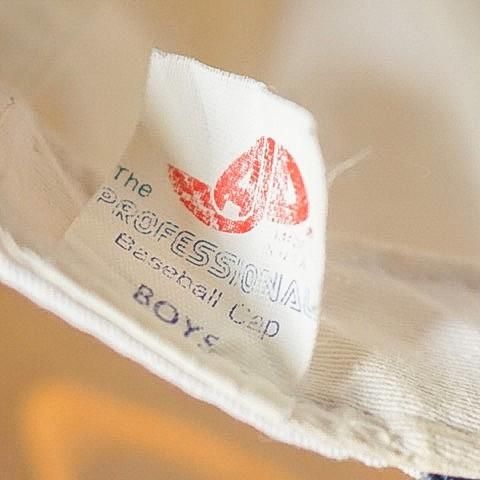 The
PROFESSIONAL
Baseball Cap
BOYS